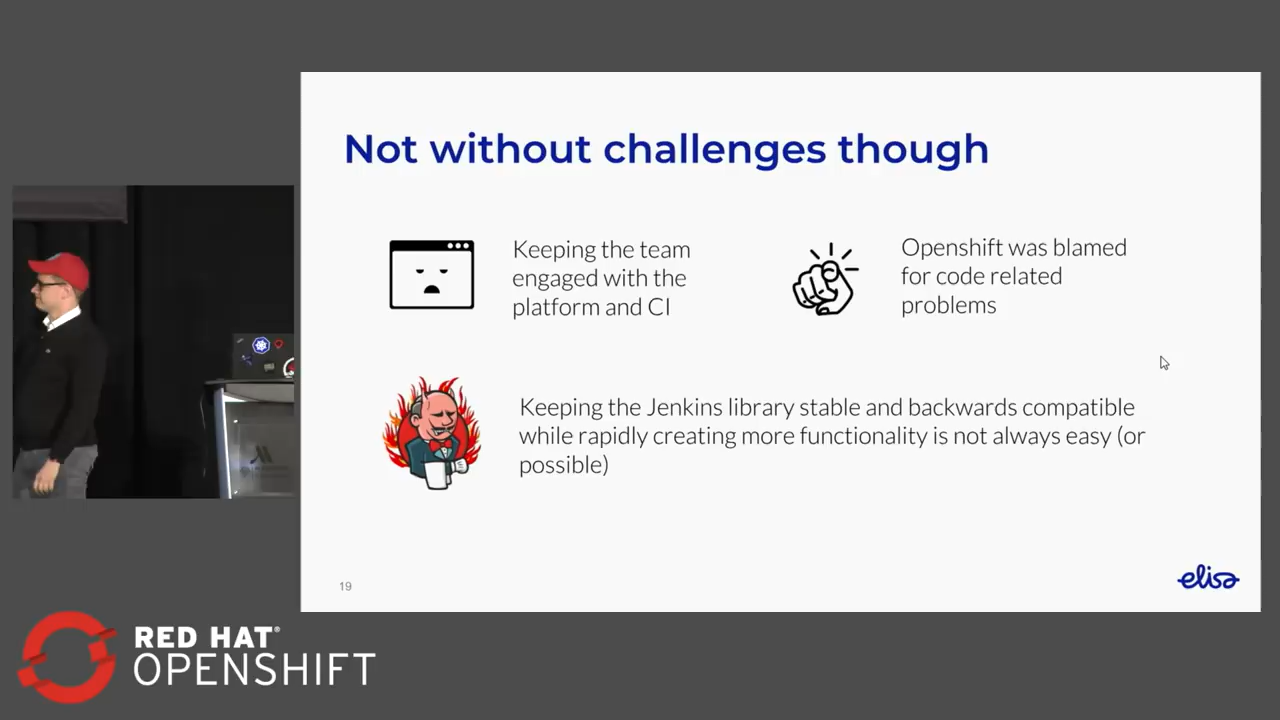 Not without challenges though
Keeping the team
engaged with the
platform and CI
Openshift was blamed
for code related
problems
Keeping the Jenkins library stable and backwards compatible
while rapidly creating more functionality is not always easy (or
possible)
19
elisa
RED HAT®
OPENSHIFT